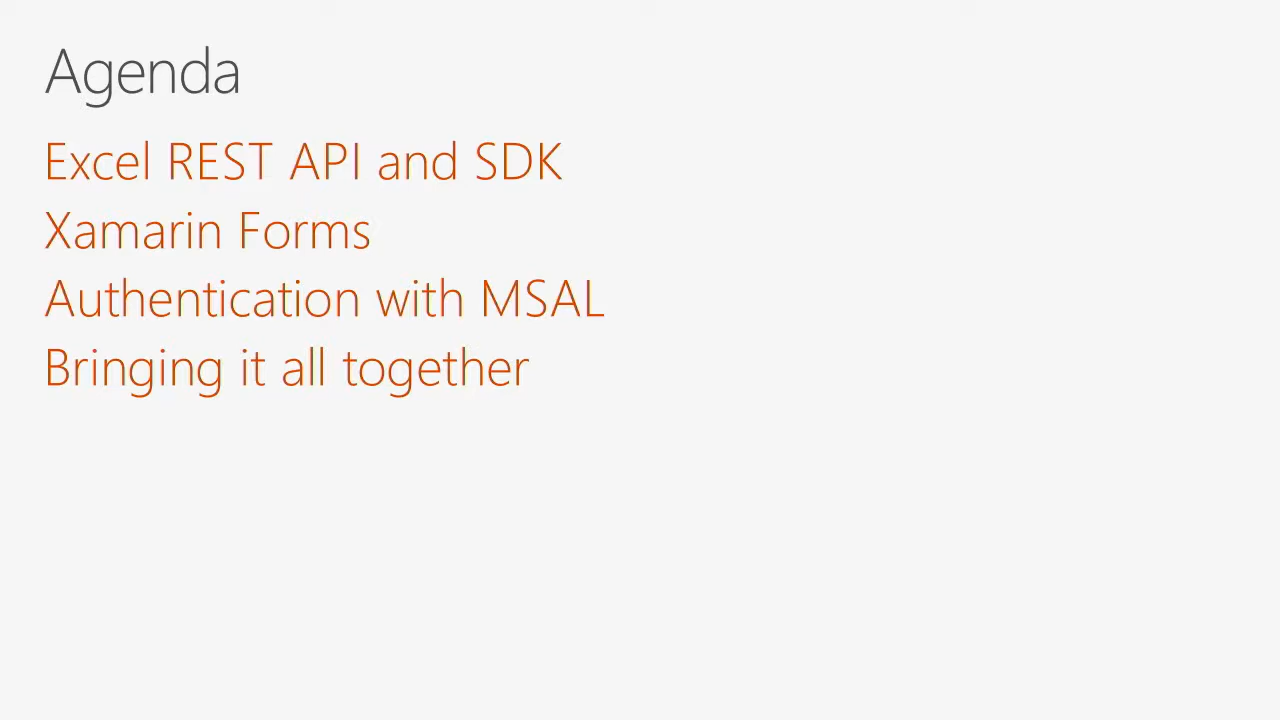 Agenda
Excel REST API and SDK
Xamarin Forms
Authentication with MSAL
Bringing it all together